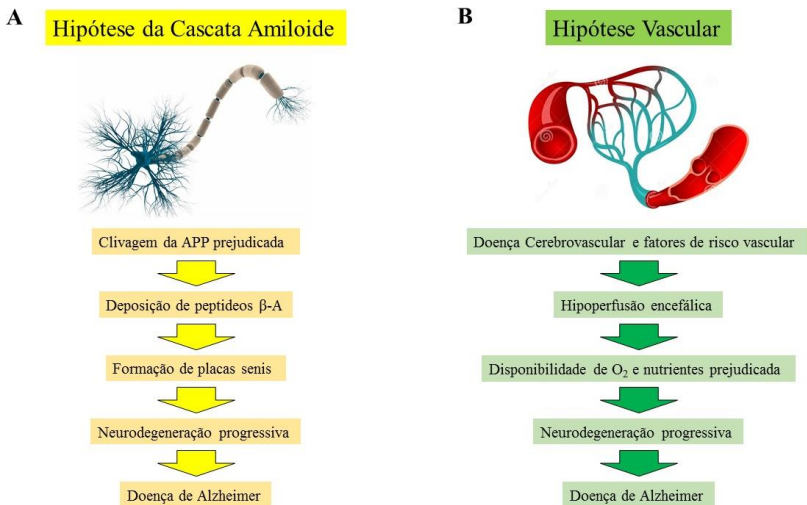 A
Hipótese da Cascata Amiloide
Clivagem da APP prejudicada
Deposição de peptideos β-A
Formação de placas senis
Neurodegeneração progressiva
Doença de Alzheimer
B
Hipótese Vascular
Doença Cerebrovascular e fatores de risco vascular
Hipoperfusão encefálica
Disponibilidade de O₂ e nutrientes prejudicada
Neurodegeneração progressiva
Doença de Alzheimer